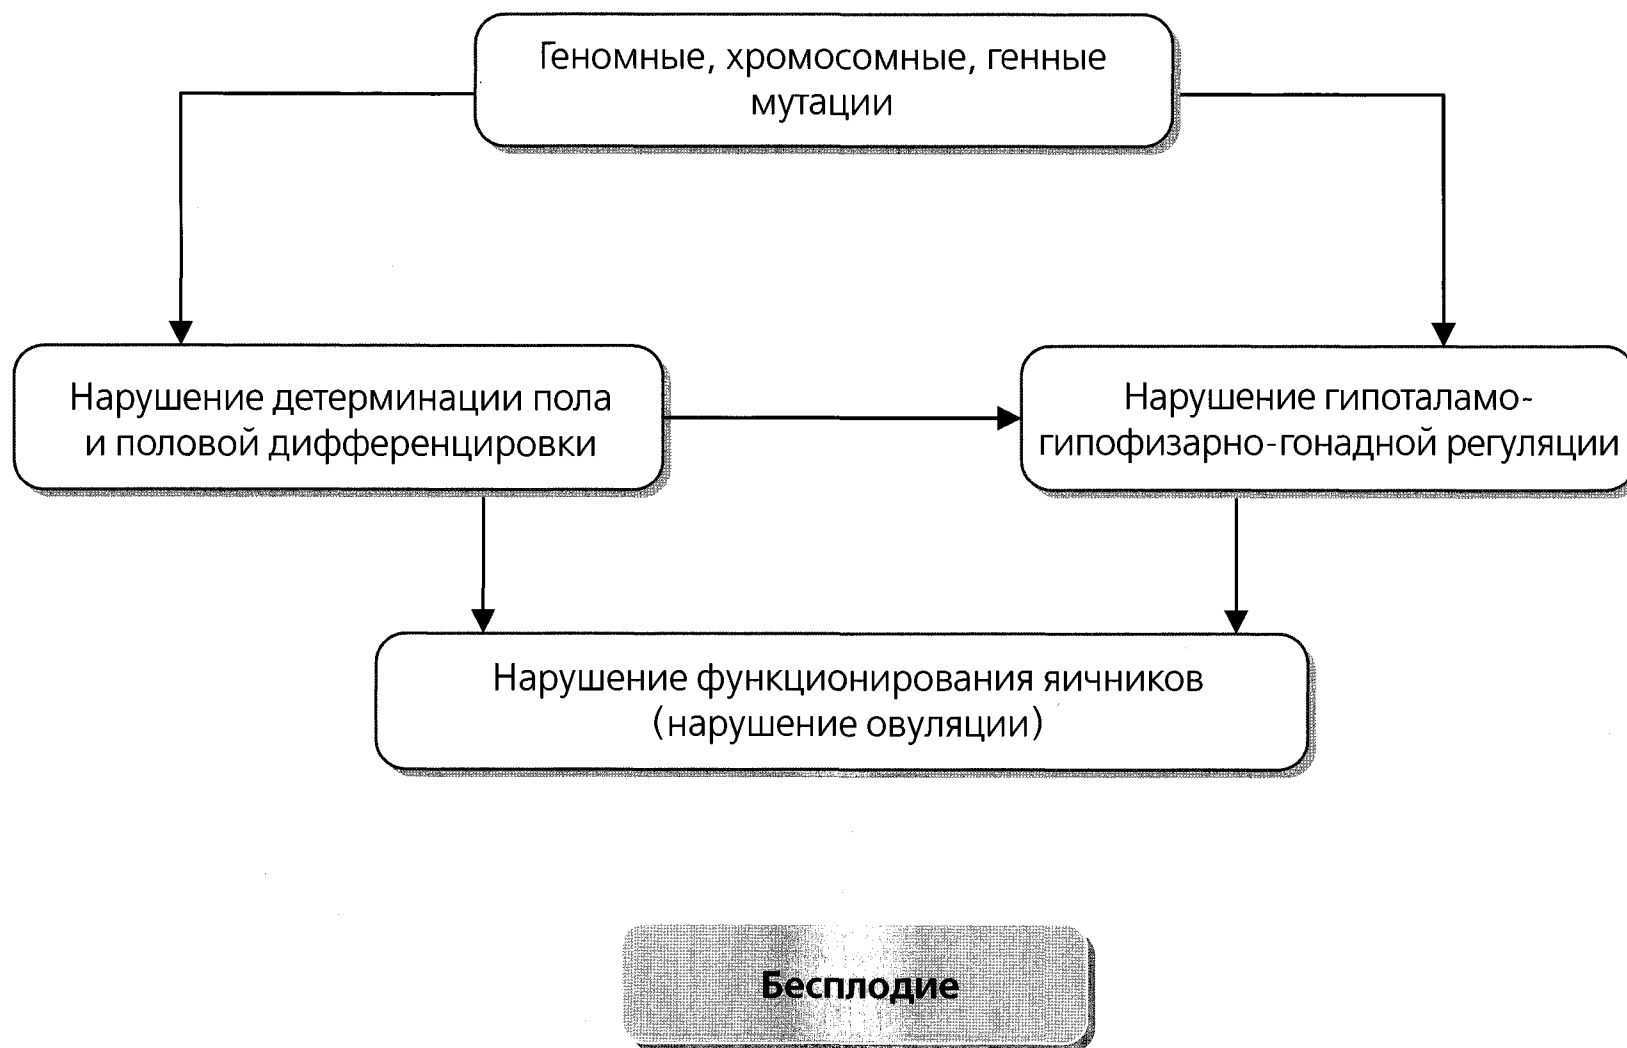 Геномные, хромосомные, генные
мутации
Нарушение детерминации пола
и половой дифференцировки
Нарушение гипоталамо-
гипофизарно-гонадной регуляции
Нарушение функционирования яичников
(нарушение овуляции)
Бесплодие